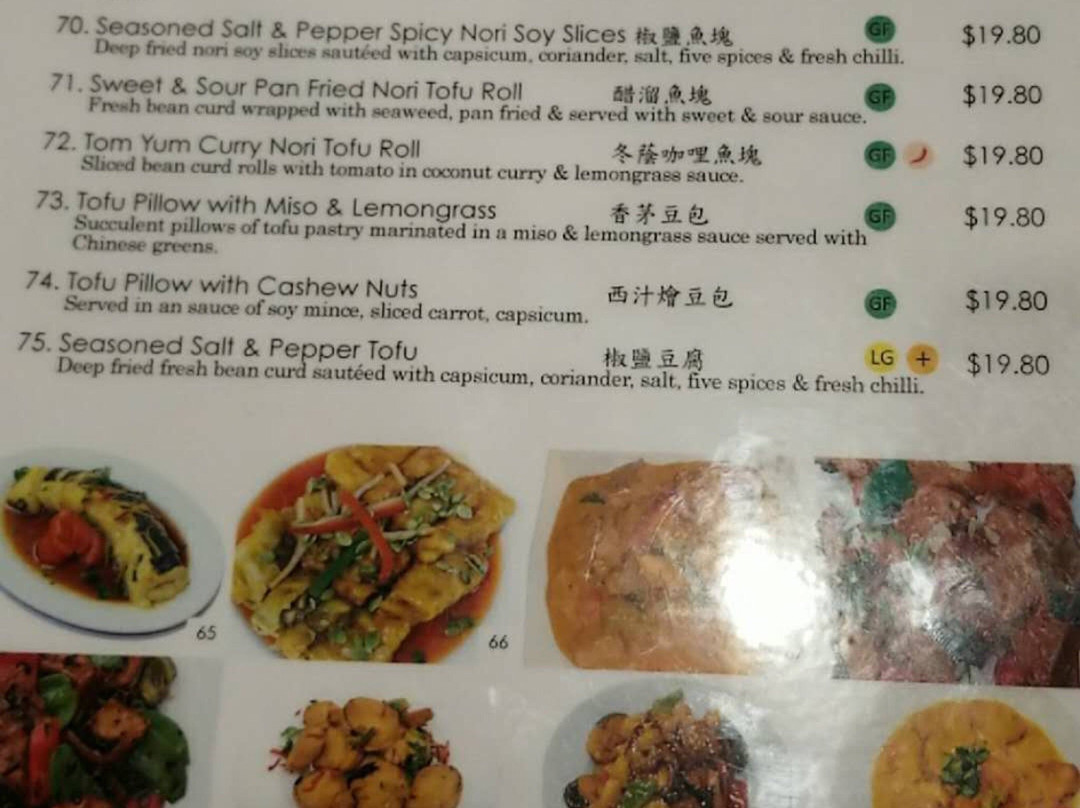 70. Seasoned Salt & Pepper Spicy Nori Soy Slices 椒鹽魚塊 GF $19.80
Deep fried nori soy slices sautéed with capsicum, coriander, salt, five spices & fresh chilli.
71. Sweet & Sour Pan Fried Nori Tofu Roll 醋溜魚塊 GF $19.80
Fresh bean curd wrapped with seaweed, pan fried & served with sweet & sour sauce.
72. Tom Yum Curry Nori Tofu Roll 冬蔭咖哩魚塊 GF $19.80
Sliced bean curd rolls with tomato in coconut curry & lemongrass sauce.
73. Tofu Pillow with Miso & Lemongrass 香茅豆包 GF $19.80
Succulent pillows of tofu pastry marinated in a miso & lemongrass sauce served with
Chinese greens.
74. Tofu Pillow with Cashew Nuts 西汁燴豆包 GF $19.80
Served in an sauce of soy mince, sliced carrot, capsicum.
75. Seasoned Salt & Pepper Tofu 椒鹽豆腐 LG + $19.80
Deep fried fresh bean curd sautéed with capsicum, coriander, salt, five spices & fresh chilli.
65
66